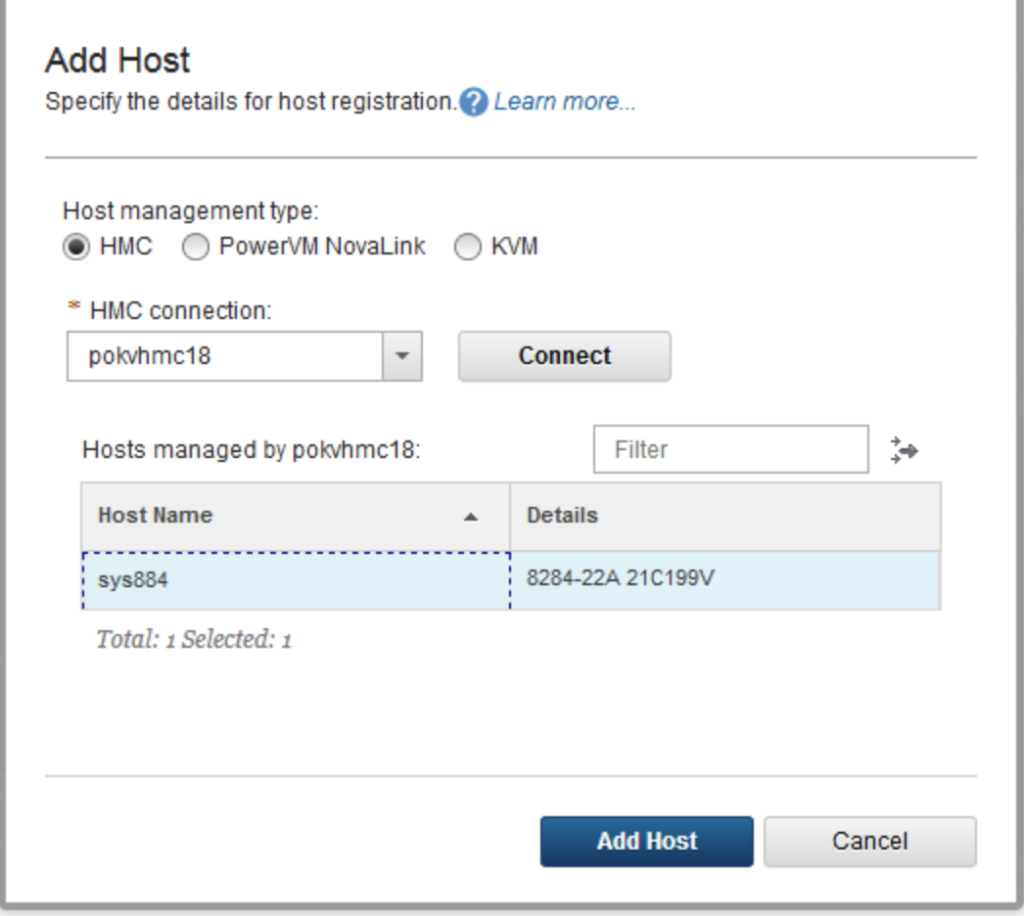 Add Host
Specify the details for host registration. ? Learn more...
Host management type:
HMC PowerVM NovaLink KVM
* HMC connection:
pokvhmc18 Connect
Hosts managed by pokvhmc18: Filter
Host Name Details
sys884 8284-22A 21C199V
Total: 1 Selected: 1
Add Host Cancel